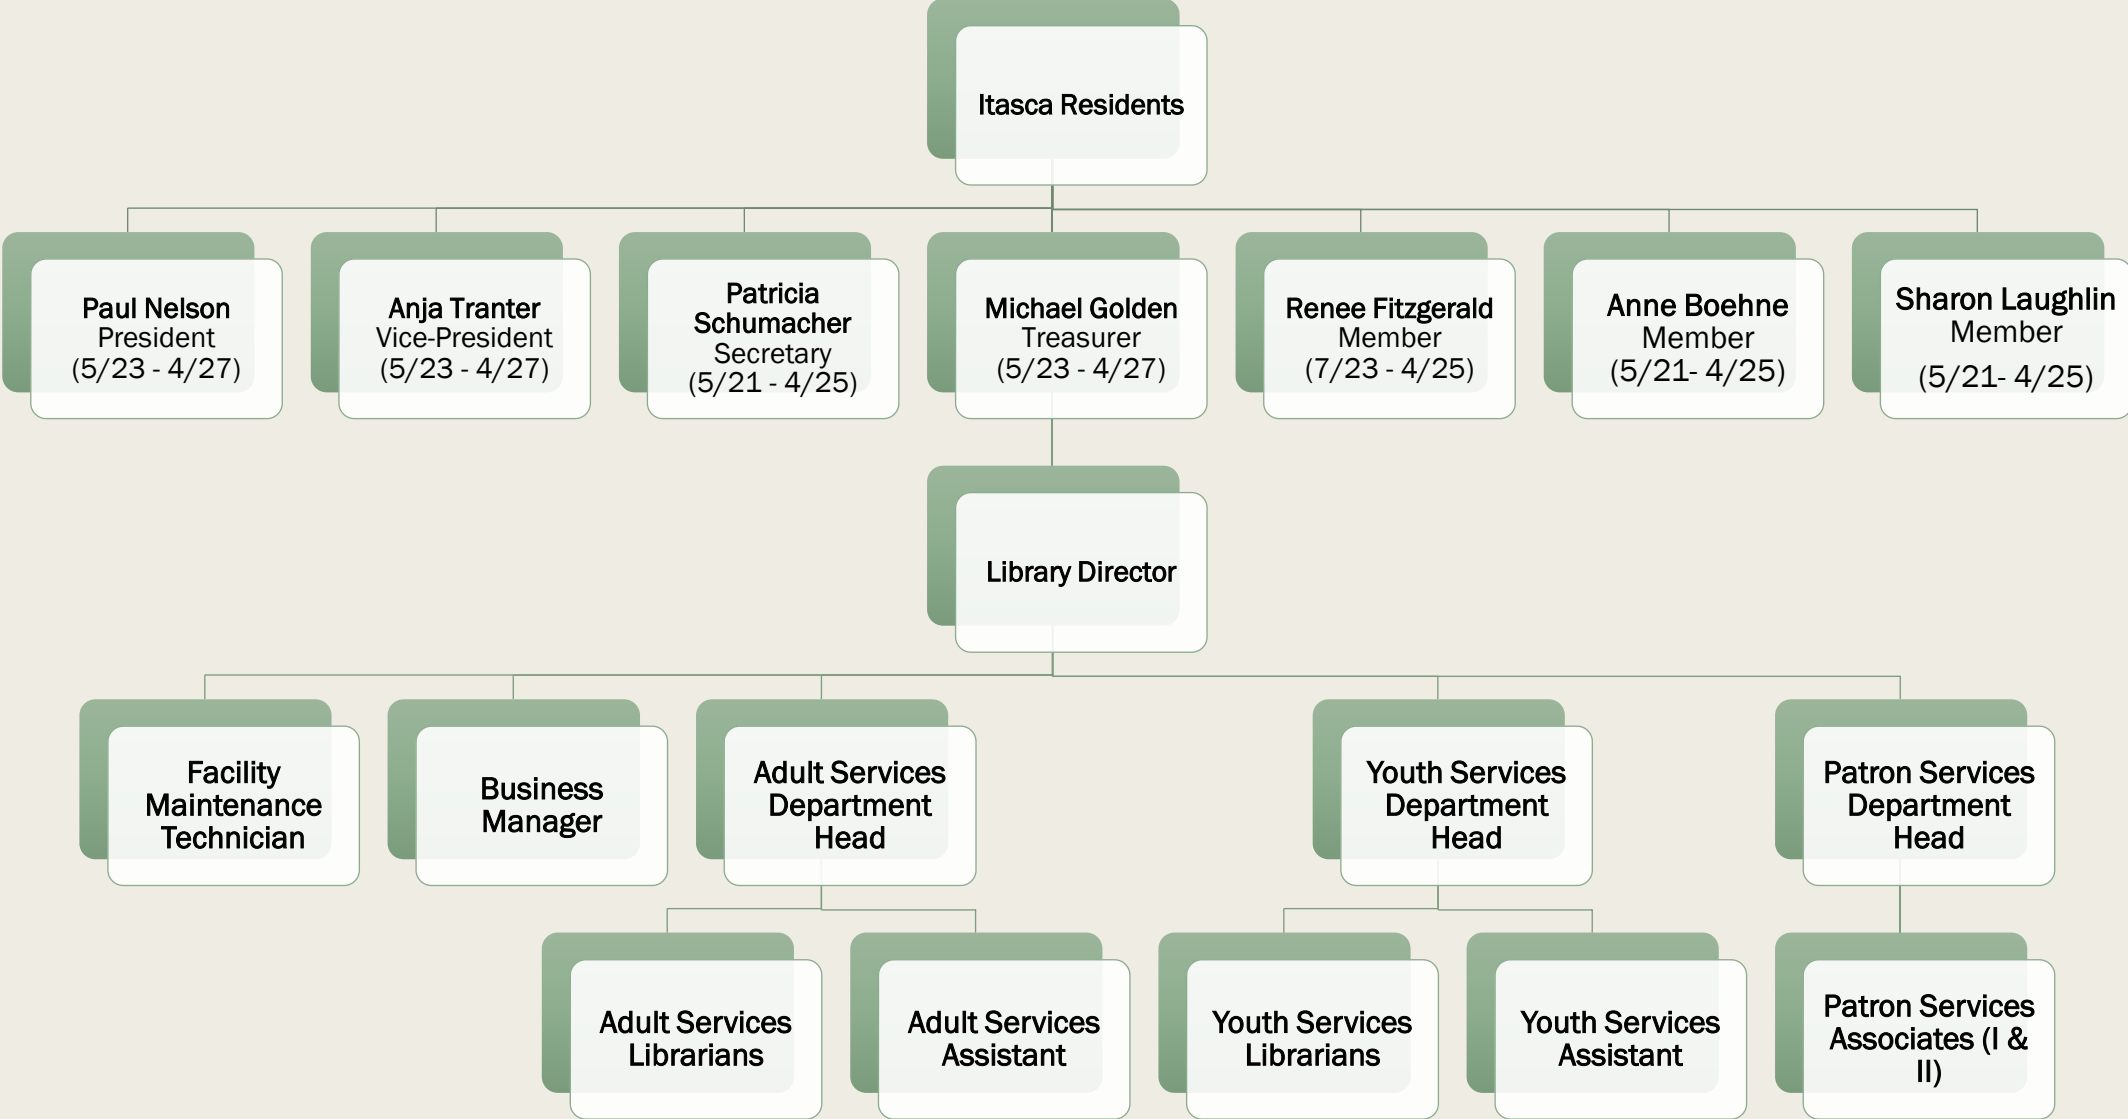 Itasca Residents
Paul Nelson
President
(5/23 - 4/27)
Anja Tranter
Vice-President
(5/23 - 4/27)
Patricia
Schumacher
Secretary
(5/21 - 4/25)
Michael Golden
Treasurer
(5/23 - 4/27)
Renee Fitzgerald
Member
(7/23 - 4/25)
Anne Boehne
Member
(5/21- 4/25)
Sharon Laughlin
Member
(5/21- 4/25)
Library Director
Facility
Maintenance
Technician
Business
Manager
Adult Services
Department
Head
Youth Services
Department
Head
Patron Services
Department
Head
Adult Services
Librarians
Adult Services
Assistant
Youth Services
Librarians
Youth Services
Assistant
Patron Services
Associates (I &
II)